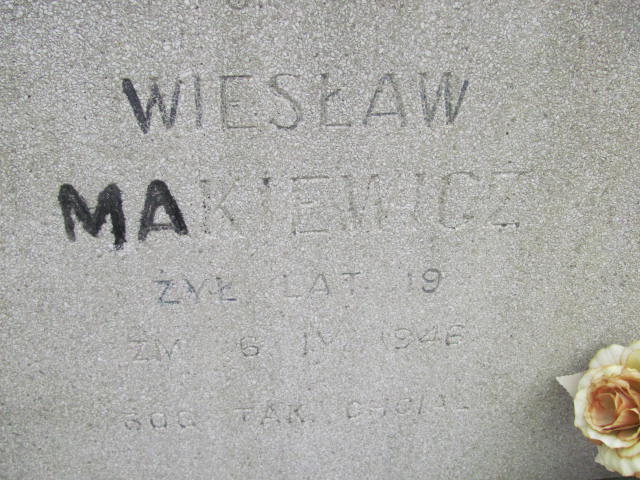 WIESŁAW
MAKIEWICZ
ŻYŁ LAT 19
ZM. 6 IV 1946
BÓG TAK CHCIAŁ